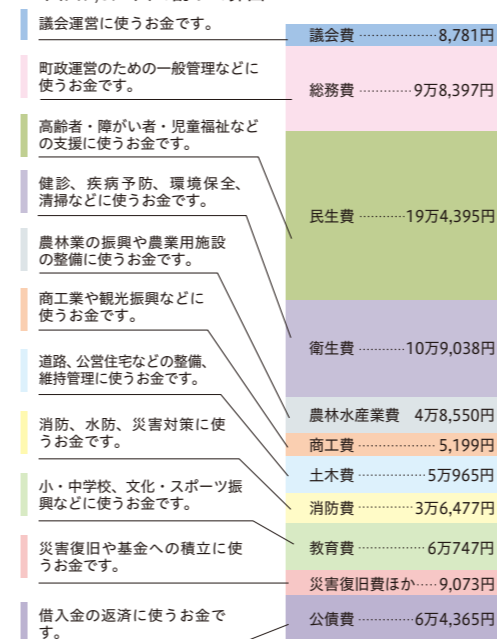 議会運営に使うお金です。
町政運営のための一般管理などに
使うお金です。
高齢者・障がい者・児童福祉など
の支援に使うお金です。
健診、疾病予防、環境保全、
清掃などに使うお金です。
農林業の振興や農業用施設
の整備に使うお金です。
商工業や観光振興などに
使うお金です。
道路、公営住宅などの整備、
維持管理に使うお金です。
消防、水防、災害対策に使
うお金です。
小・中学校、文化・スポーツ振
興などに使うお金です。
災害復旧や基金への積立に使
うお金です。
借入金の返済に使うお金で
す。
議会費 ················ 8,781円
総務費 ············ 9万8,397円
民生費 ··········· 19万4,395円
衛生費 ··········· 10万9,038円
農林水産業費 4万8,550円
商工費 ················ 5,199円
土木費 ··············· 5万965円
消防費 ············ 3万6,477円
教育費 ··············· 6万747円
災害復旧費ほか ····· 9,073円
公債費 ············ 6万4,365円